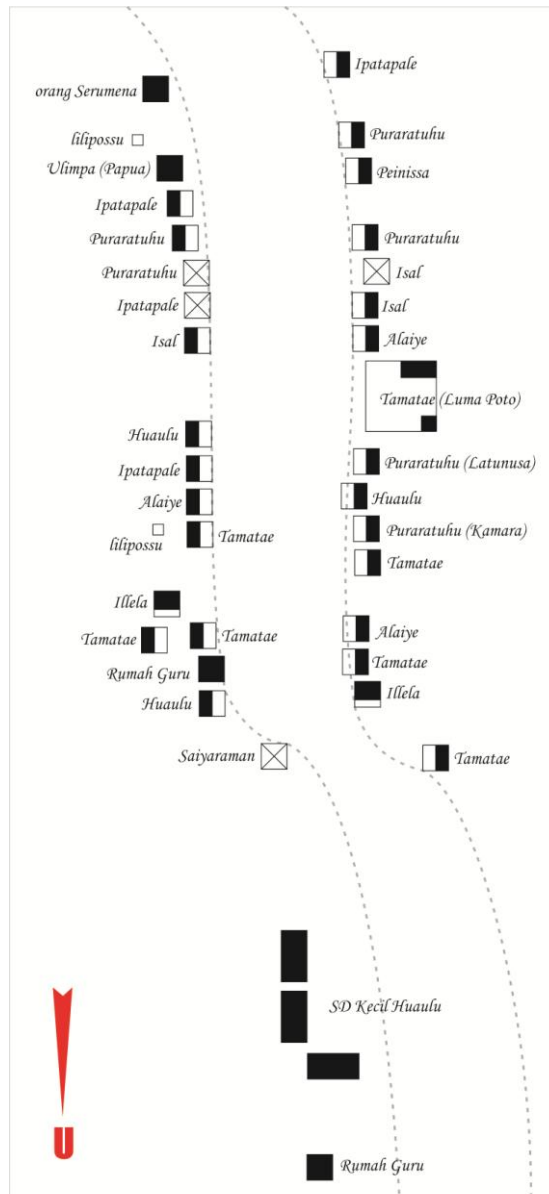 Ipatapale
orang Serumena
lilipossu
Puraratuhu
Ulimpa (Papua)
Peinissa
Ipatapale
Puraratuhu
Puraratuhu
Puraratuhu
Isal
Ipatapale
Isal
Isal
Alaiye
Tamatae (Luma Poto)
Huaulu
Puraratuhu (Latunusa)
Ipatapale
Huaulu
Alaiye
lilipossu
Tamatae
Puraratuhu (Kamara)
Tamatae
Illela
Tamatae
Tamatae
Alaiye
Rumah Guru
Tamatae
Huaulu
Illela
Saiyaraman
Tamatae
SD Kecil Huaulu
U
Rumah Guru